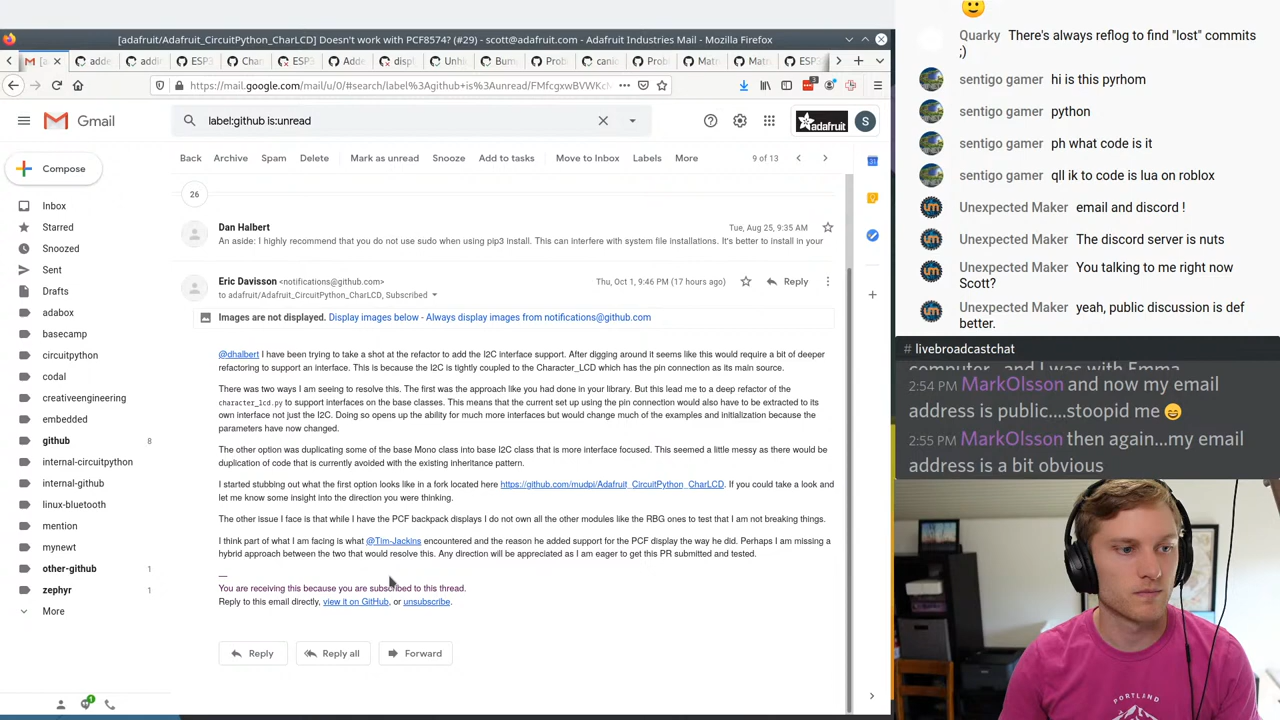 [adafruit/Adafruit_CircuitPython_CharLCD] Doesn't work with PCF8574? (#29) - scott@adafruit.com - Adafruit Industries Mail - Mozilla Firefox
adde
ESP3
Char
ESP3
Ade
disp
Unh
Bum
Prob
canic
Prob
Matr
Matr
ESP3
https://mail.google.com/mail/u/0/#search/label%3Agithub+is%3Aunread/FMfcgxwBVWKc
Gmail
label:github is:unread
adafruit
S
Compose
Back
Archive
Spam
Delete
Mark as unread
Snooze
Add to tasks
Move to Inbox
Labels
More
9 of 13
Inbox
Starred
Snoozed
Sent
Drafts
adabox
basecamp
circuitpython
codal
creativeengineering
embedded
github 8
internal-circuitpython
internal-github
linux-bluetooth
mention
mynewt
other-github 1
zephyr 1
More
26
Dan Halbert
Tue, Aug 25, 9:35 AM
An aside: I highly recommend that you do not use sudo when using pip3 install. This can interfere with system file installations. It's better to install in your
Eric Davisson <notifications@github.com>
Thu, Oct 1, 9:46 PM (17 hours ago)
Reply
to adafruit/Adafruit_CircuitPython_CharLCD, Subscribed
Images are not displayed. Display images below - Always display images from notifications@github.com
@dhalbert I have been trying to take a shot at the refactor to add the I2C interface support. After digging around it seems like this would require a bit of deeper
refactoring to support an interface. This is because the I2C is tightly coupled to the Character_LCD which has the pin connection as its main source.
There was two ways I am seeing to resolve this. The first was the approach like you had done in your library. But this lead me to a deep refactor of the
character_lcd.py to support interfaces on the base classes. This means that the current set up using the pin connection would also have to be extracted to its
own interface not just the I2C. Doing so opens up the ability for much more interfaces but would change much of the examples and initialization because the
parameters have now changed.
The other option was duplicating some of the base Mono class into base I2C class that is more interface focused. This seemed a little messy as there would be
duplication of code that is currently avoided with the existing inheritance pattern.
I started stubbing out what the first option looks like in a fork located here https://github.com/mudpi/Adafruit_CircuitPython_CharLCD. If you could take a look and
let me know some insight into the direction you were thinking.
The other issue I face is that while I have the PCF backpack displays I do not own all the other modules like the RBG ones to test that I am not breaking things.
I think part of what I am facing is what @Tim-Jackins encountered and the reason he added support for the PCF display the way he did. Perhaps I am missing a
hybrid approach between the two that would resolve this. Any direction will be appreciated as I am eager to get this PR submitted and tested.
—
You are receiving this because you are subscribed to this thread.
Reply to this email directly, view it on GitHub, or unsubscribe.
Reply
Reply all
Forward
Quarky There's always reflog to find "lost" commits
;)
sentigo gamer hi is this pyrhom
sentigo gamer python
sentigo gamer ph what code is it
sentigo gamer qll ik to code is lua on roblox
Unexpected Maker email and discord !
Unexpected Maker The discord server is nuts
Unexpected Maker You talking to me right now
Scott?
Unexpected Maker yeah, public discussion is def
better.
# livebroadcastchat
computer...and I was with Emma
2:54 PM MarkOlsson and now my email
address is public....stoopid me
2:55 PM MarkOlsson then again...my email
address is a bit obvious
PORTLAND